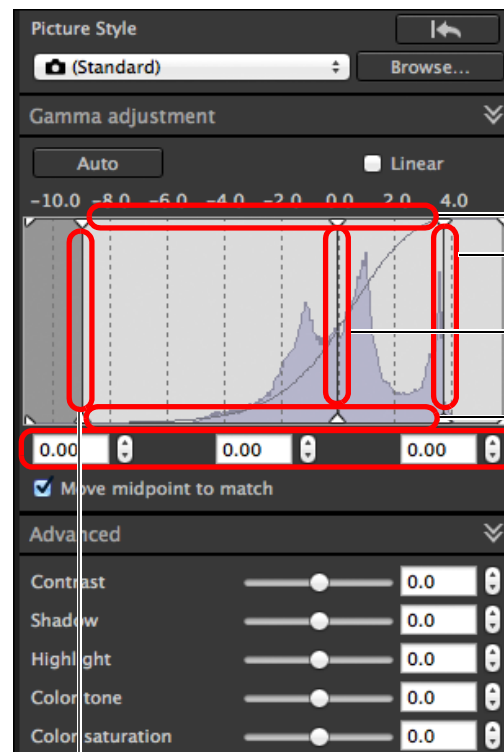 Picture Style
(Standard)
Browse...
Gamma adjustment
Auto
Linear
-10.0 -8.0 -6.0 -4.0 -2.0 0.0 2.0 4.0
0.00 0.00 0.00
Move midpoint to match
Advanced
Contrast 0.0
Shadow 0.0
Highlight 0.0
Color tone 0.0
Color saturation 0.0